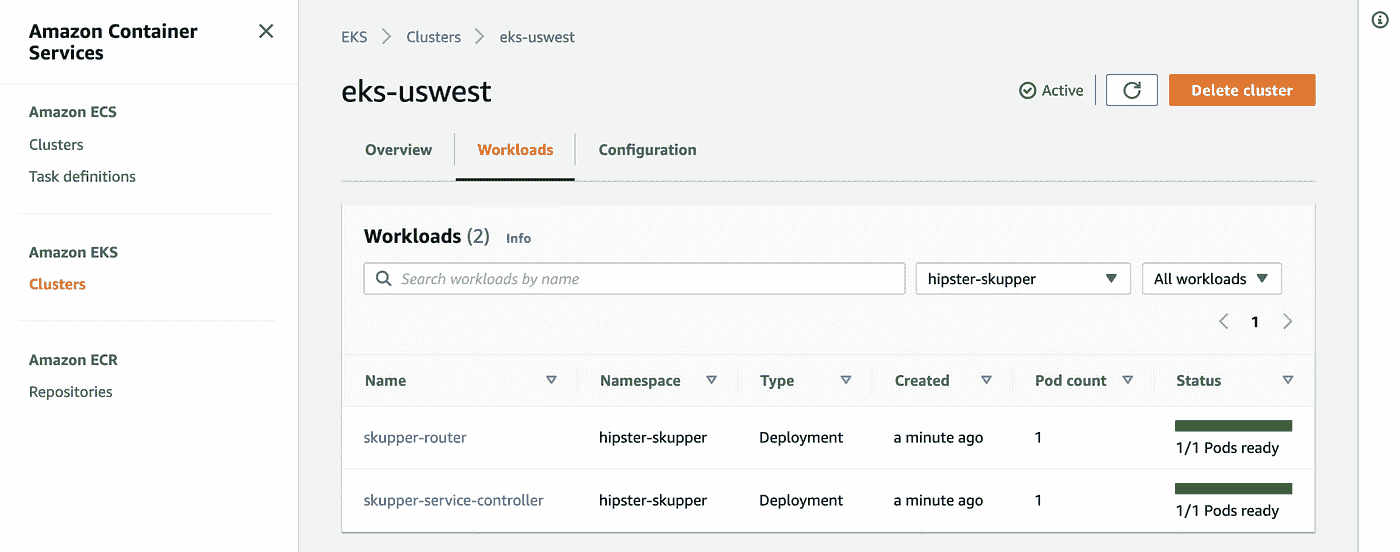 Amazon Container
Services
Amazon ECS
Clusters
Task definitions
Amazon EKS
Clusters
Amazon ECR
Repositories
EKS Clusters eks-uswest
eks-uswest
Active
Delete cluster
Overview Workloads Configuration
Workloads (2) Info
Search workloads by name
hipster-skupper
All workloads
1
Name Namespace Type Created Pod count Status
skupper-router hipster-skupper Deployment a minute ago 1 1/1 Pods ready
skupper-service-controller hipster-skupper Deployment a minute ago 1 1/1 Pods ready